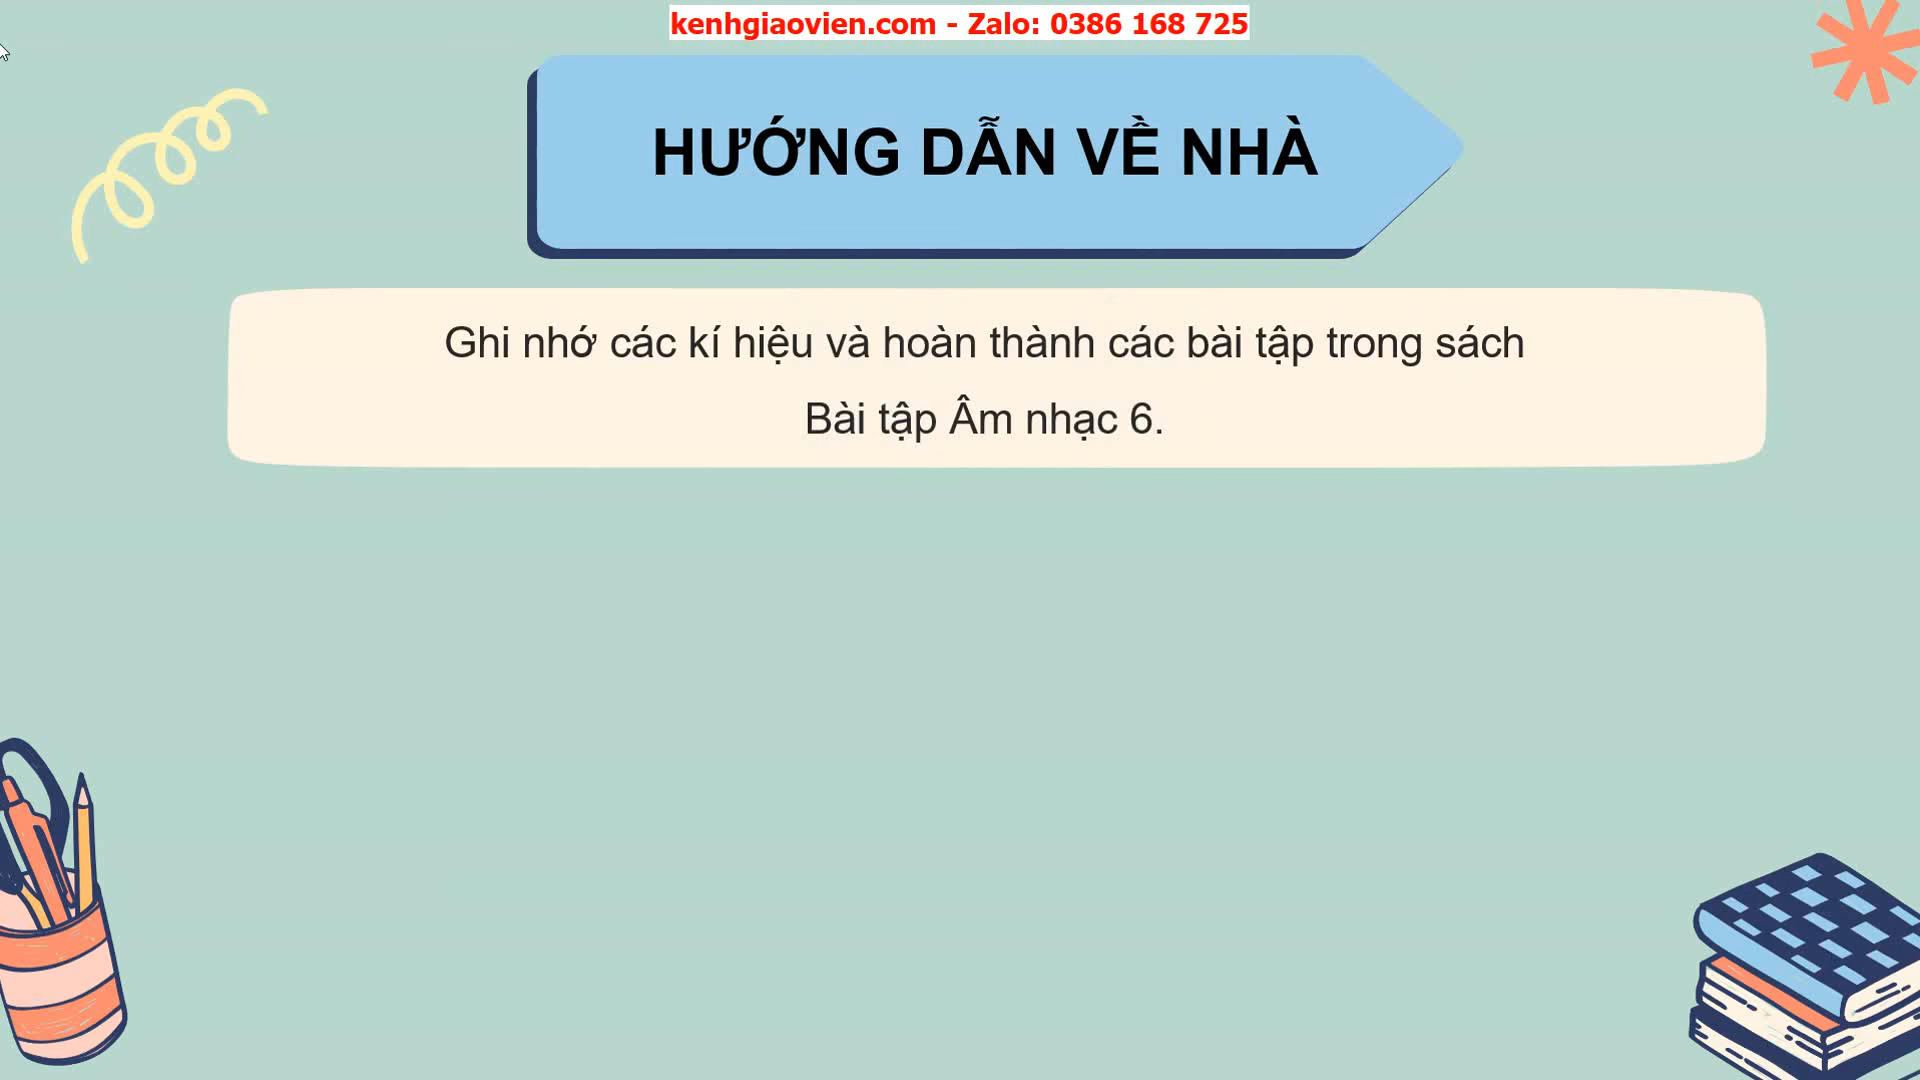 kenhgiaovien.com - Zalo: 0386 168 725
HƯỚNG DẪN VỀ NHÀ
Ghi nhớ các kí hiệu và hoàn thành các bài tập trong sách
Bài tập Âm nhạc 6.